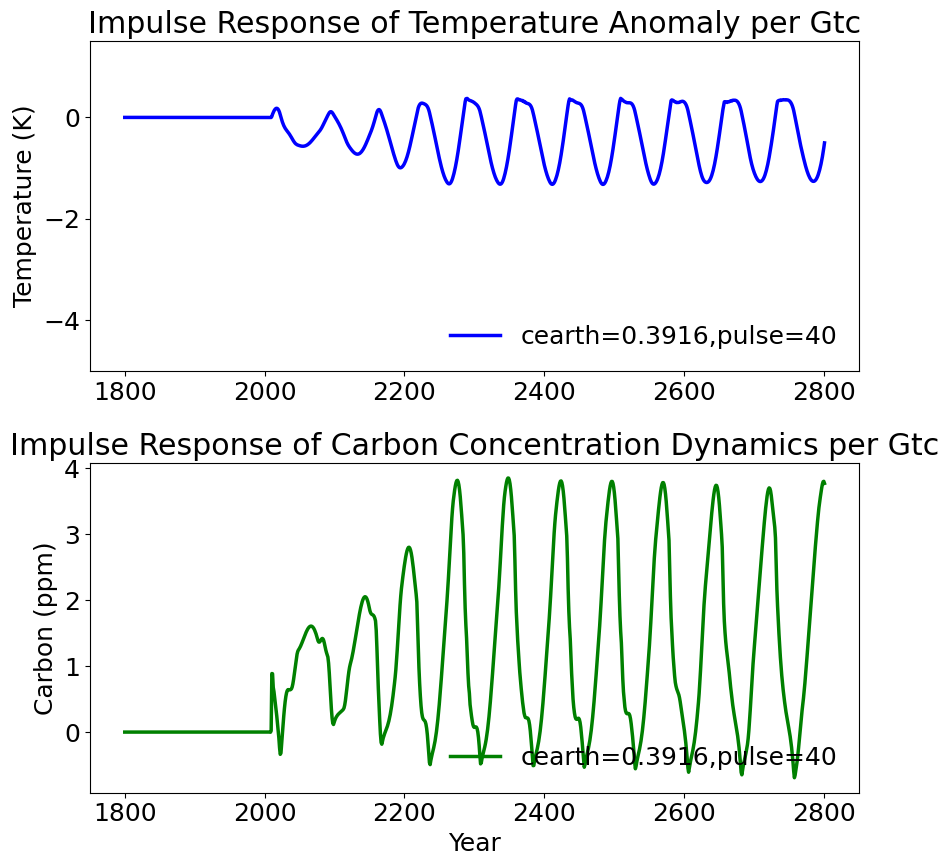 Impulse Response of Temperature Anomaly per Gtc
Temperature (K)
0
−2
−4
cearth=0.3916,pulse=40
1800 2000 2200 2400 2600 2800
Impulse Response of Carbon Concentration Dynamics per Gtc
Carbon (ppm)
4
3
2
1
0
cearth=0.3916,pulse=40
1800 2000 2200 2400 2600 2800
Year